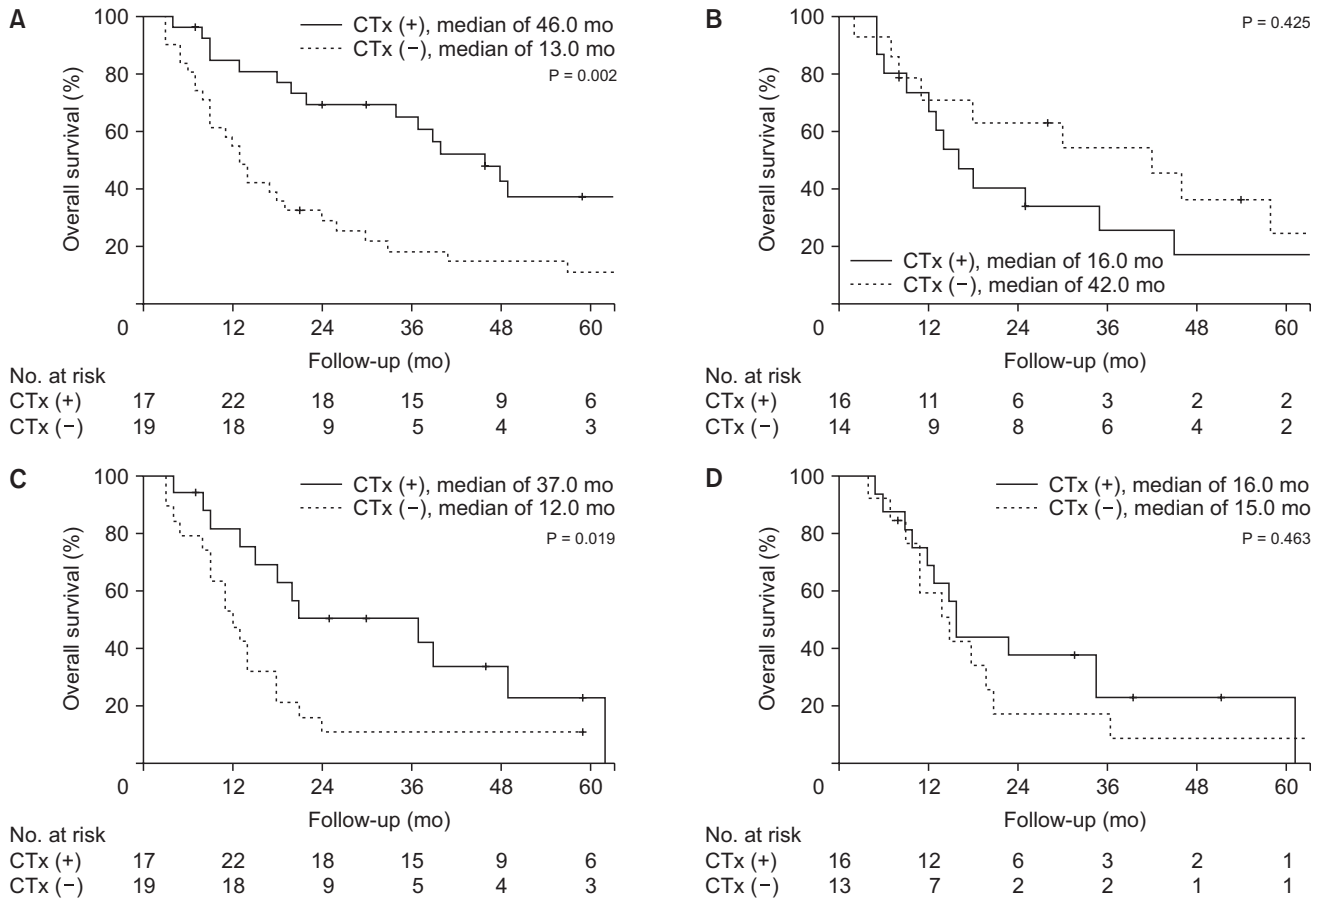 A
100
80
60
40
20
0
Overall survival (%)
CTx (+), median of 46.0 mo
CTx (−), median of 13.0 mo
P = 0.002
12 24 36 48 60
Follow-up (mo)
No. at risk
CTx (+) 17 22 18 15 9 6
CTx (−) 19 18 9 5 4 3
B
100
80
60
40
20
0
Overall survival (%)
P = 0.425
CTx (+), median of 16.0 mo
CTx (−), median of 42.0 mo
12 24 36 48 60
Follow-up (mo)
No. at risk
CTx (+) 16 11 6 3 2 2
CTx (−) 14 9 8 6 4 2
C
100
80
60
40
20
0
Overall survival (%)
CTx (+), median of 37.0 mo
CTx (−), median of 12.0 mo
P = 0.019
12 24 36 48 60
Follow-up (mo)
No. at risk
CTx (+) 17 22 18 15 9 6
CTx (−) 19 18 9 5 4 3
D
100
80
60
40
20
0
Overall survival (%)
CTx (+), median of 16.0 mo
CTx (−), median of 15.0 mo
P = 0.463
12 24 36 48 60
Follow-up (mo)
No. at risk
CTx (+) 16 12 6 3 2 1
CTx (−) 13 7 2 2 1 1